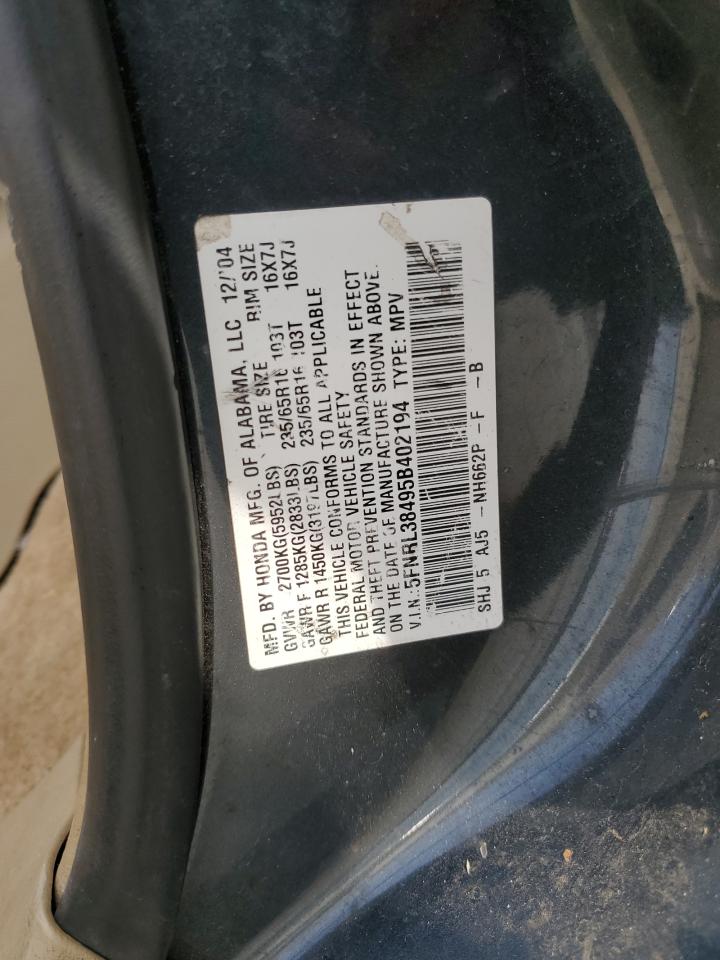 MFD. BY HONDA MFG. OF ALABAMA, LLC 12/'04
GVWR 2700KG(5952LBS) TIRE SIZE RIM SIZE
GAWR F 1285KG(2833LBS) 235/65R16 103T 16X7J
GAWR R 1450KG(3197LBS) 235/65R16 103T 16X7J
THIS VEHICLE CONFORMS TO ALL APPLICABLE
FEDERAL MOTOR VEHICLE SAFETY
AND THEFT PREVENTION STANDARDS IN EFFECT
ON THE DATE OF MANUFACTURE SHOWN ABOVE.
V.I.N.:5FNRL38495B402194 TYPE: MPV
SHJ 5 AJ5 -NH662P -F -B